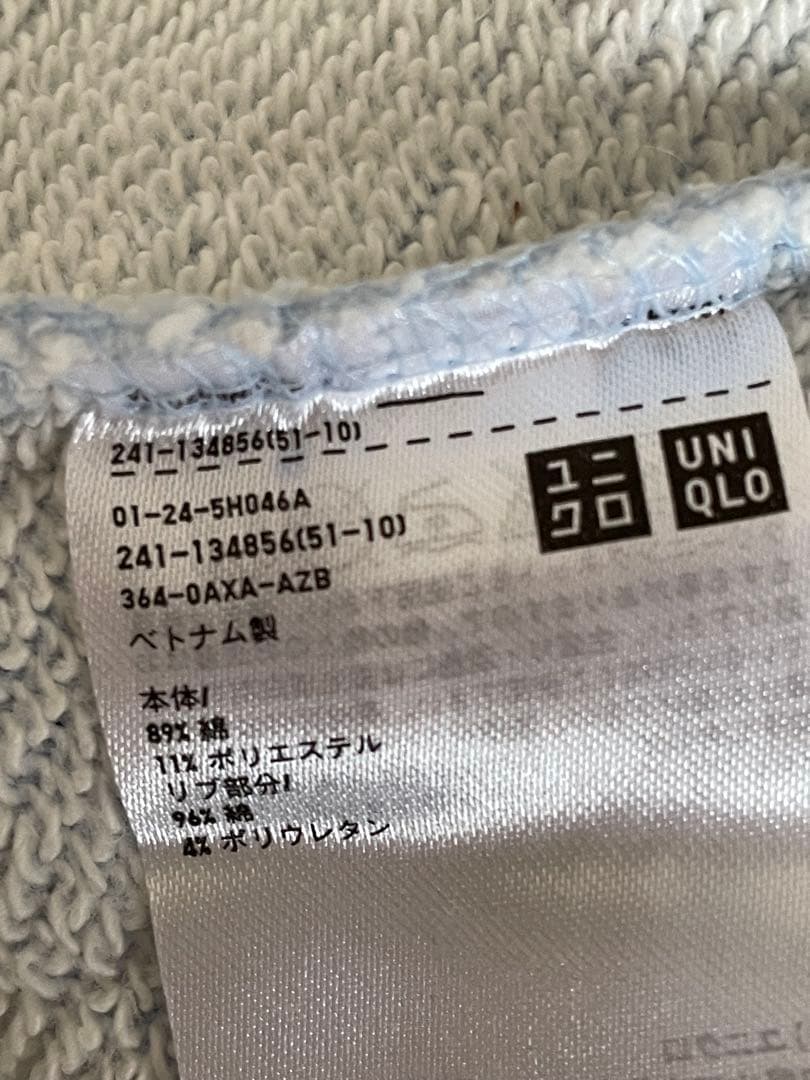 241-134856(51-10)
ユニクロ
UNIQLO
01-24-5H046A
241-134856(51-10)
364-0AXA-AZB
ベトナム製
本体/
89% 綿
11% ポリエステル
リブ部分/
96% 綿
4% ポリウレタン